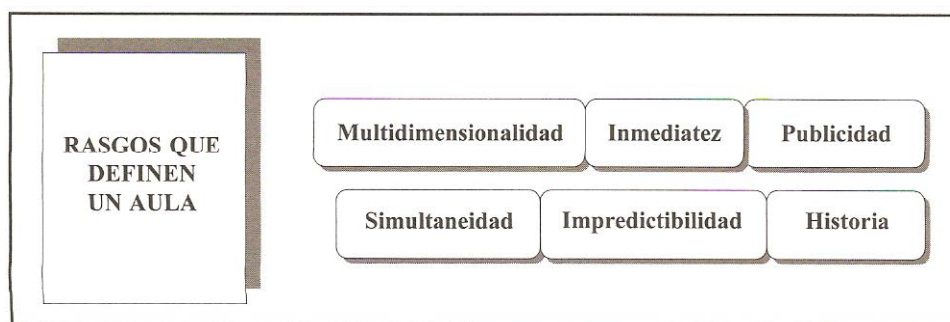 RASGOS QUE
DEFINEN
UN AULA
Multidimensionalidad Inmediatez Publicidad
Simultaneidad Impredictibilidad Historia